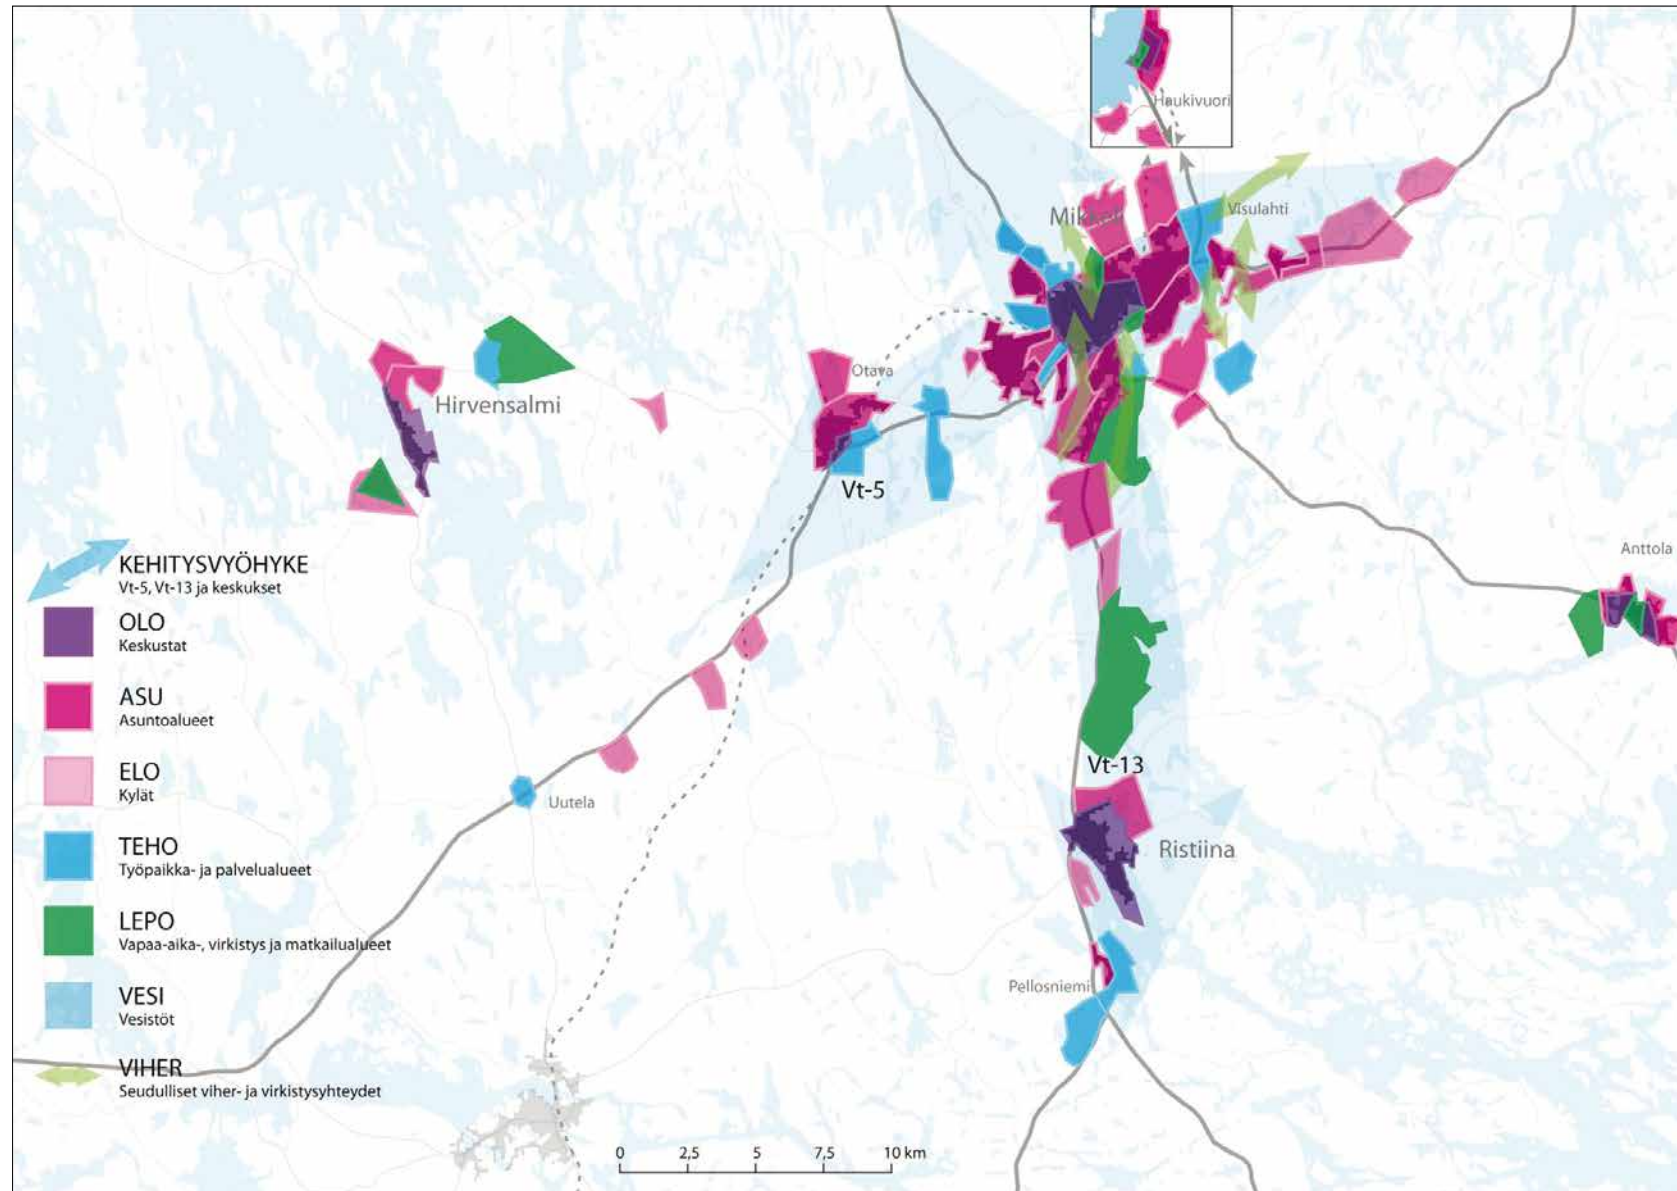 Haukivuori
Mikkeli
Visulahti
Otava
Hirvensalmi
Vt-5
Anttola
KEHITYSVYÖHYKE
Vt-5, Vt-13 ja keskukset
OLO
Keskustat
ASU
Asuntoalueet
ELO
Kylät
Vt-13
Uutela
TEHO
Työpaikka- ja palvelualueet
Ristiina
LEPO
Vapaa-aika-, virkistys ja matkailualueet
Pellosniemi
VESI
Vesistöt
VIHER
Seudulliset viher- ja virkistysyhteydet
0 2,5 5 7,5 10 km